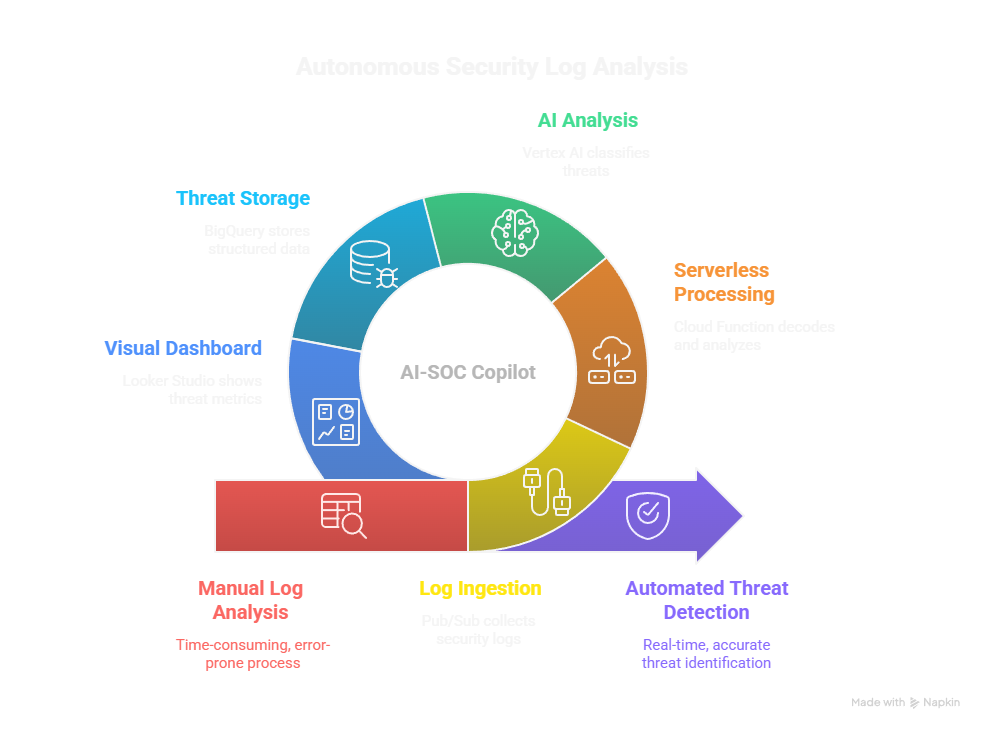 Autonomous Security Log Analysis
AI Analysis
Vertex AI classifies
threats
Threat Storage
BigQuery stores
structured data
Serverless
Processing
Cloud Function decodes
and analyzes
Visual Dashboard
Looker Studio shows
threat metrics
AI-SOC Copilot
Manual Log
Analysis
Time-consuming, error-
prone process
Log Ingestion
Pub/Sub collects
security logs
Automated Threat
Detection
Real-time, accurate
threat identification
Made with Napkin